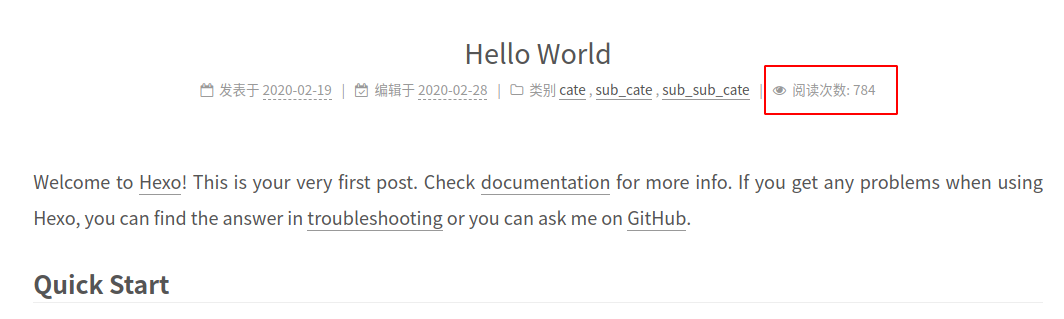 Hello World
发表于 2020-02-19 | 编辑于 2020-02-28 | 类别 cate , sub_cate , sub_sub_cate | 阅读次数: 784
Welcome to Hexo! This is your very first post. Check documentation for more info. If you get any problems when using
Hexo, you can find the answer in troubleshooting or you can ask me on GitHub.
Quick Start